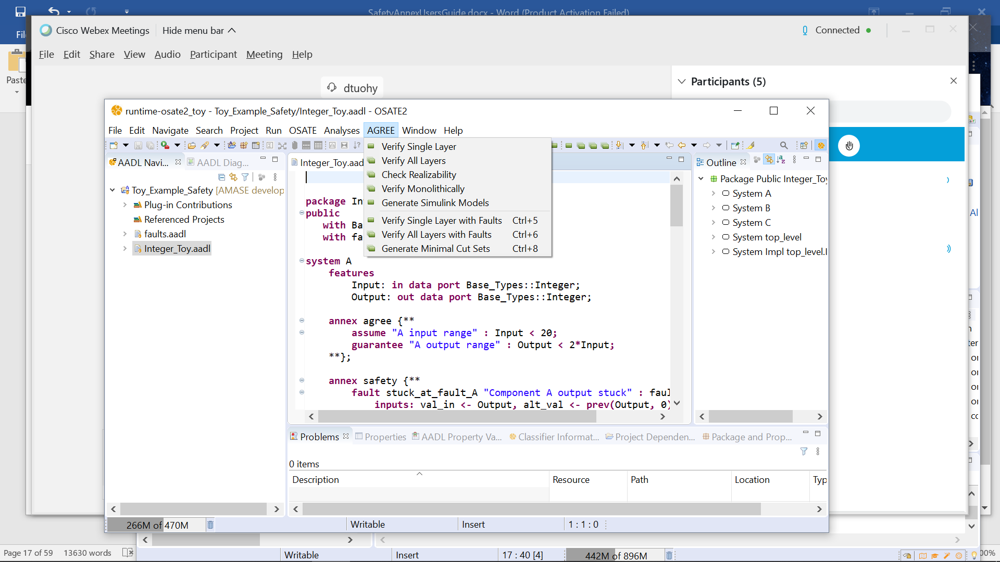 SafetyAnnexUsersGuide.docx - Word (Product Activation Failed)
Cisco Webex Meetings
Hide menu bar
Connected
File Edit Share View Audio Participant Meeting Help
Paste
dtuohy
Participants (5)
runtime-osate2_toy - Toy_Example_Safety/Integer_Toy.aadl - OSATE2
File Edit Navigate Search Project Run OSATE Analyses AGREE Window Help
Verify Single Layer
Verify All Layers
Check Realizability
Verify Monolithically
Generate Simulink Models
Verify Single Layer with Faults Ctrl+5
Verify All Layers with Faults Ctrl+6
Generate Minimal Cut Sets Ctrl+8
AADL Navi...
AADL Diag...
Toy_Example_Safety [AMASE develop
Plug-in Contributions
Referenced Projects
faults.aadl
Integer_Toy.aadl
Integer_Toy.aadl
package In
public
with Ba
with fa
system A
features
Input: in data port Base_Types::Integer;
Output: out data port Base_Types::Integer;
annex agree {**
assume "A input range" : Input < 20;
guarantee "A output range" : Output < 2*Input;
**};
annex safety {**
fault stuck_at_fault_A "Component A output stuck" : faul
inputs: val_in <- Output, alt_val <- prev(Output, 0)
Outline
Package Public Integer_Toy
System A
System B
System C
System top_level
System Impl top_level.I
Problems
Properties
AADL Property Va...
Classifier Informat...
Project Dependen...
Package and Prop...
0 items
Description Resource Path Location Typ
266M of 470M
Writable
Insert
1 : 1 : 0
Page 17 of 59
13630 words
Writable
Insert
17 : 40 [4]
442M of 896M